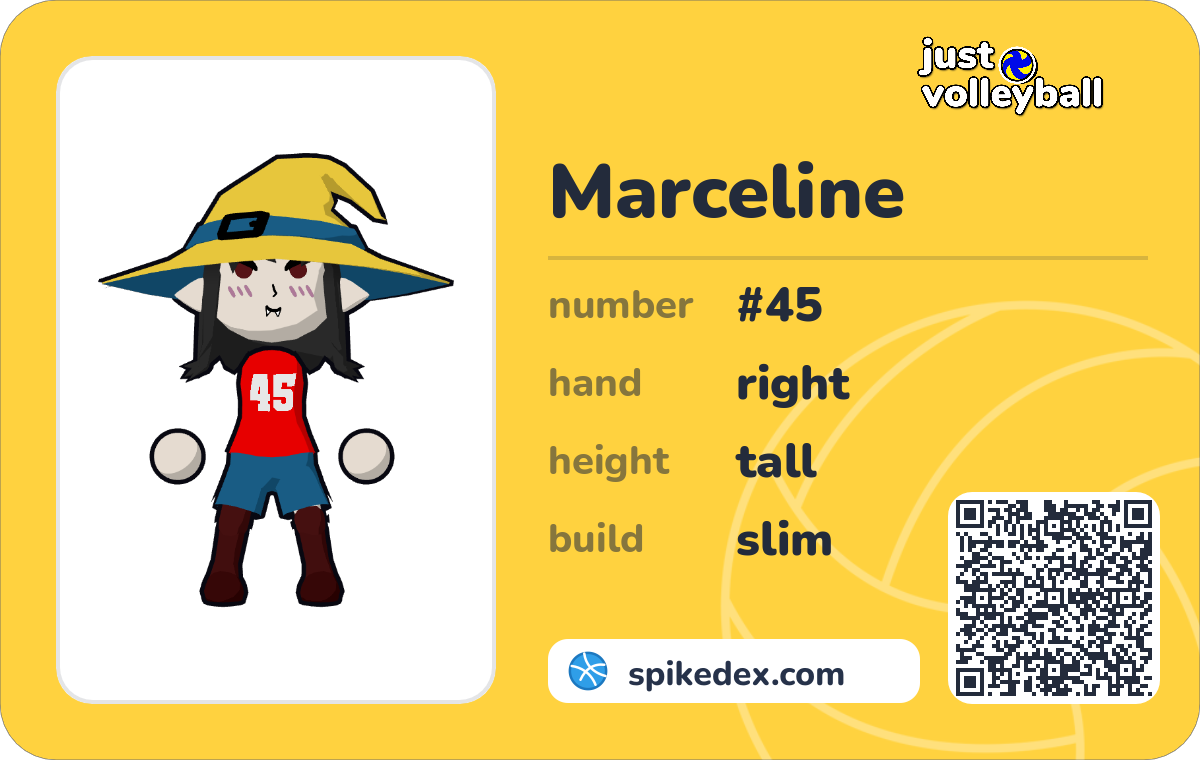 just
volleyball
Marceline
number #45
hand right
height tall
build slim
45
spikedex.com